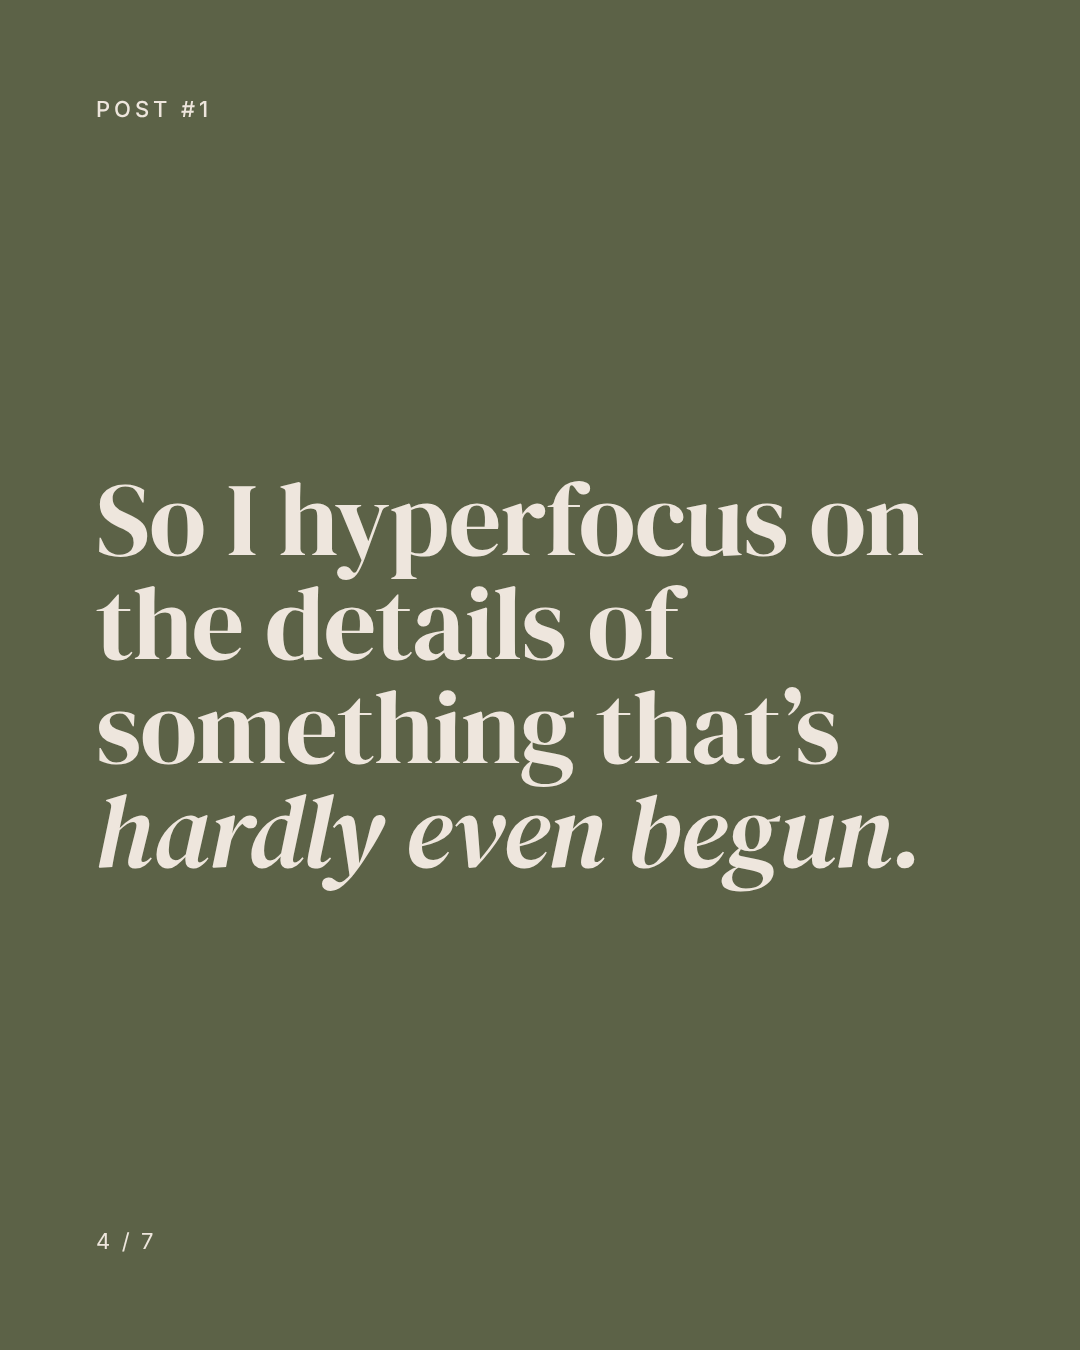 POST #1
So I hyperfocus on
the details of
something that’s
hardly even begun.
4 / 7